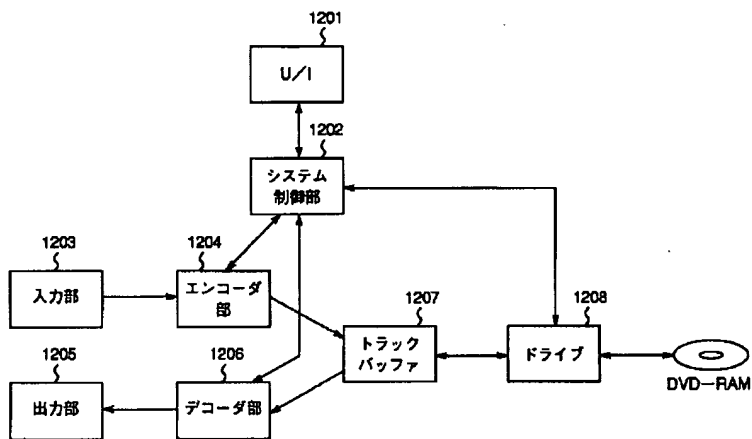 1201
U/I
1202
システム
制御部
1203
入力部
1204
エンコーダ
部
1205
出力部
1206
デコーダ部
1207
トラック
バッファ
1208
ドライブ
DVD-RAM